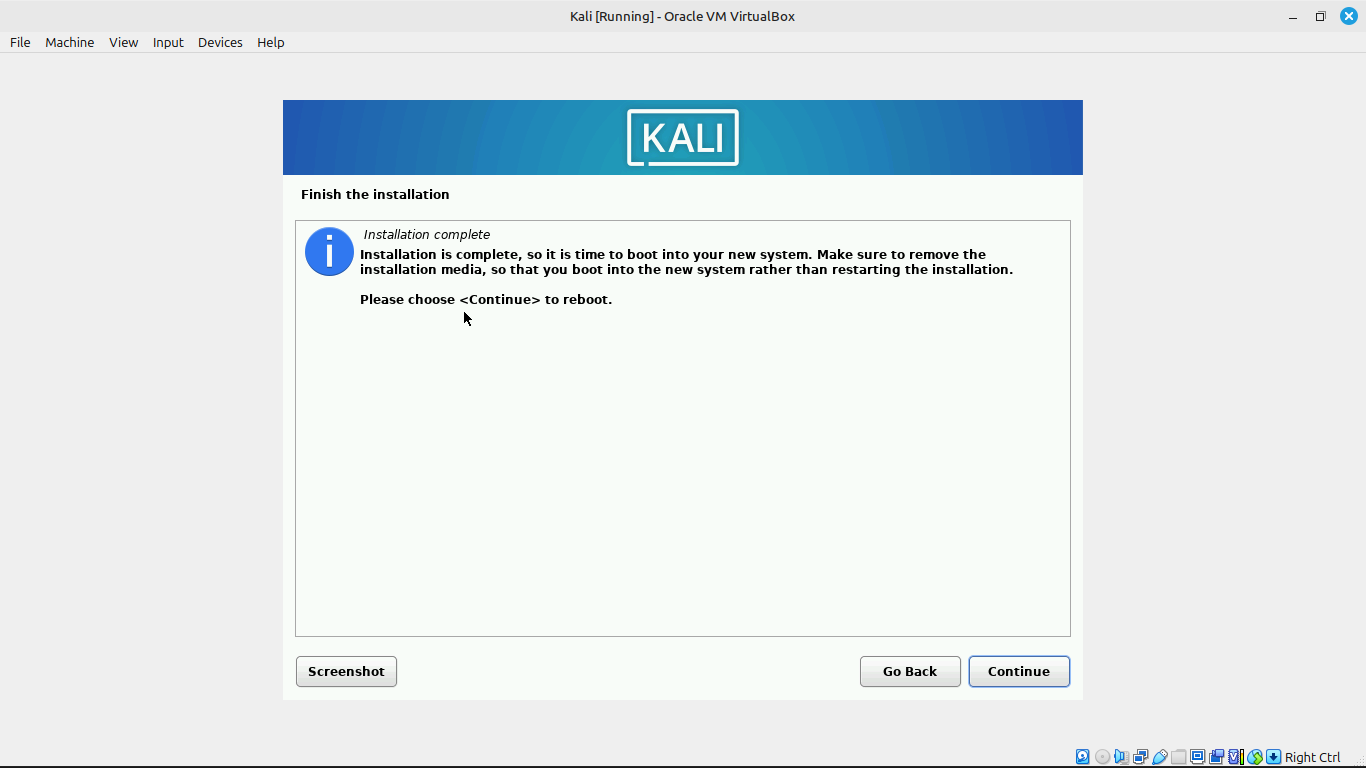 Kali [Running] - Oracle VM VirtualBox
File Machine View Input Devices Help
KALI
Finish the installation
Installation complete
Installation is complete, so it is time to boot into your new system. Make sure to remove the
installation media, so that you boot into the new system rather than restarting the installation.
Please choose <Continue> to reboot.
Screenshot Go Back Continue
Right Ctrl